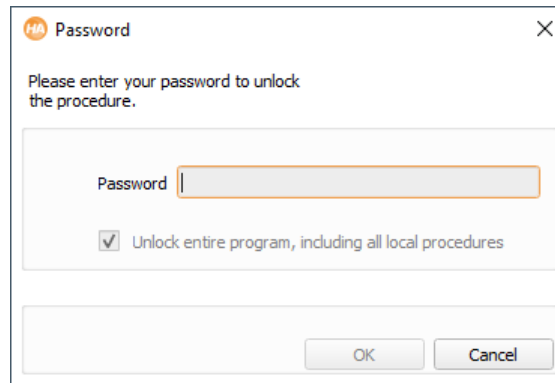 HA Password
Please enter your password to unlock
the procedure.
Password
Unlock entire program, including all local procedures
OK Cancel